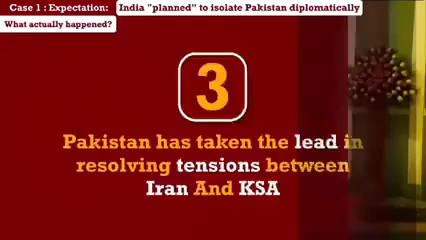 Case 1 : Expectation: India "planned" to isolate Pakistan diplomatically
What actually happened?
3
Pakistan has taken the lead in
resolving tensions between
Iran And KSA